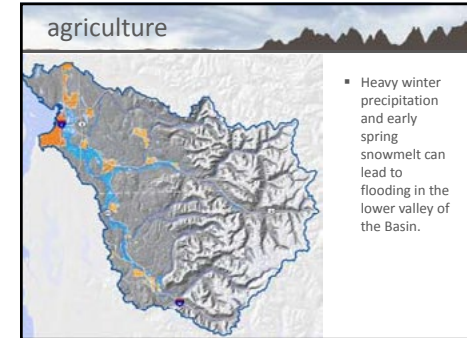 agriculture
▪ Heavy winter
precipitation
and early
spring
snowmelt can
lead to
flooding in the
lower valley of
the Basin.